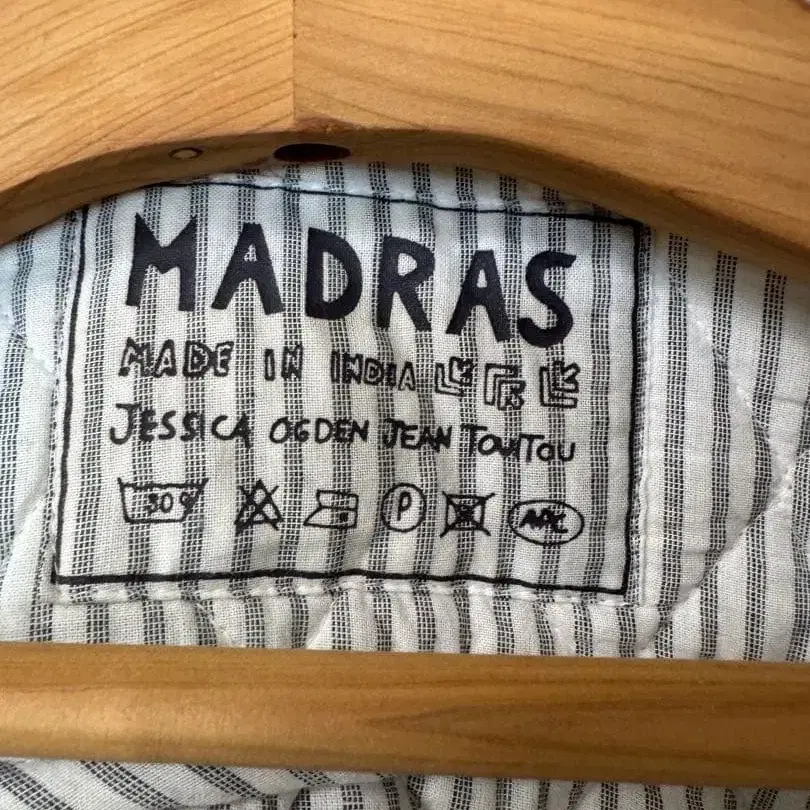 MADRAS
MADE IN INDIA
JESSICA OGDEN JEAN TOUITOU
30° P APC